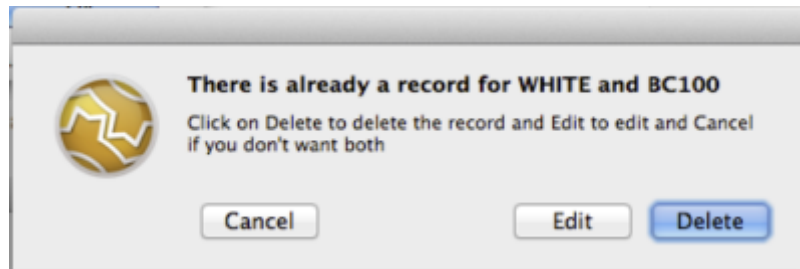 There is already a record for WHITE and BC100
Click on Delete to delete the record and Edit to edit and Cancel
if you don't want both
Cancel Edit Delete